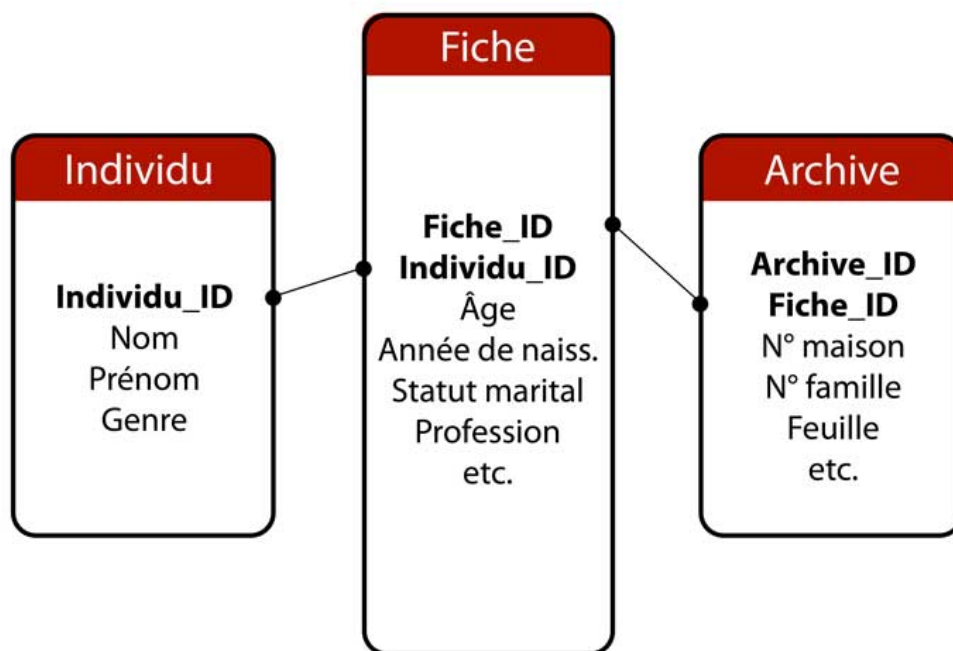 Individu
Individu_ID
Nom
Prénom
Genre
Fiche
Fiche_ID
Individu_ID
Âge
Année de naiss.
Statut marital
Profession
etc.
Archive
Archive_ID
Fiche_ID
N° maison
N° famille
Feuille
etc.